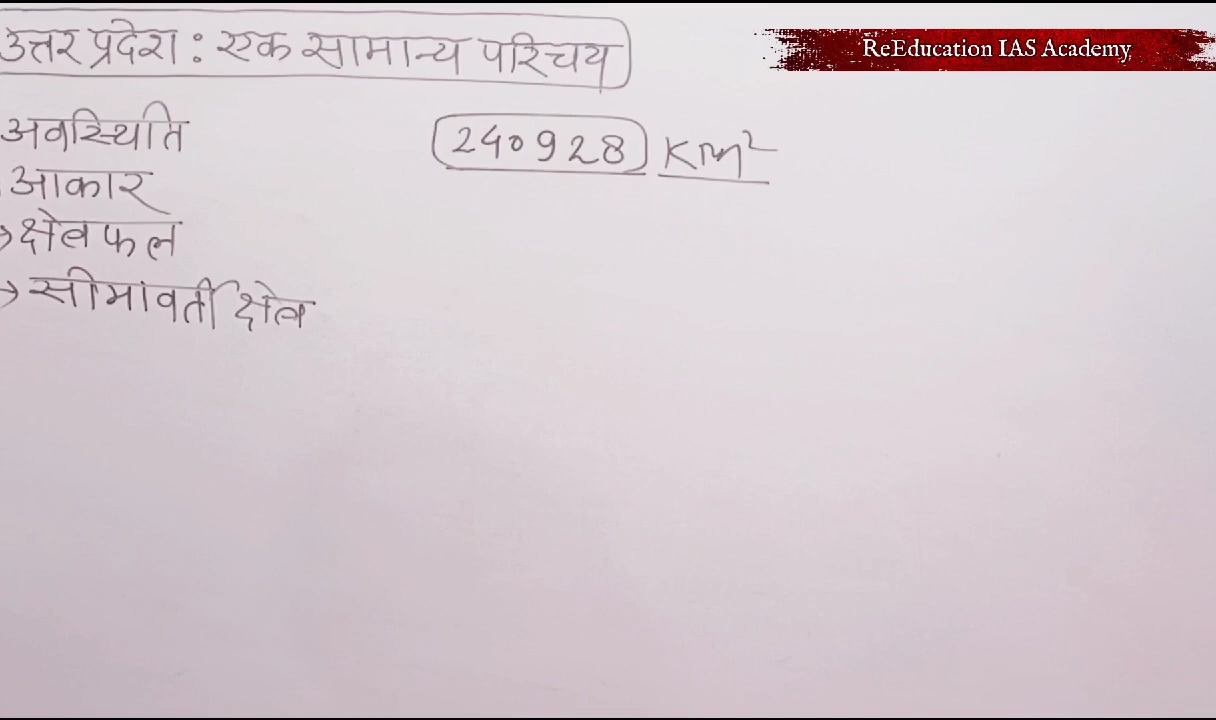 उत्तर प्रदेश : एक सामान्य परिचय
ReEducation IAS Academy
अवस्थिति
240928 Km²
आकार
→ क्षेत्रफल
→ सीमावर्ती क्षेत्र